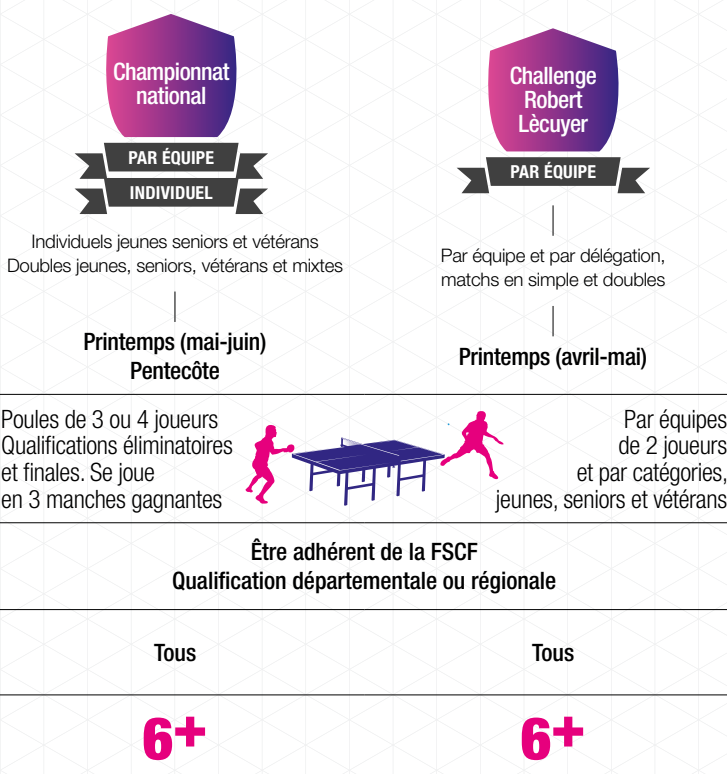 Championnat
national
PAR ÉQUIPE
INDIVIDUEL
Individuels jeunes seniors et vétérans
Doubles jeunes, seniors, vétérans et mixtes
Printemps (mai-juin)
Pentecôte
Challenge
Robert
Lècuyer
PAR ÉQUIPE
Par équipe et par délégation,
matchs en simple et doubles
Printemps (avril-mai)
Poules de 3 ou 4 joueurs
Qualifications éliminatoires
et finales. Se joue
en 3 manches gagnantes
Par équipes
de 2 joueurs
et par catégories,
jeunes, seniors et vétérans
Être adhérent de la FSCF
Qualification départementale ou régionale
Tous
Tous
6+
6+